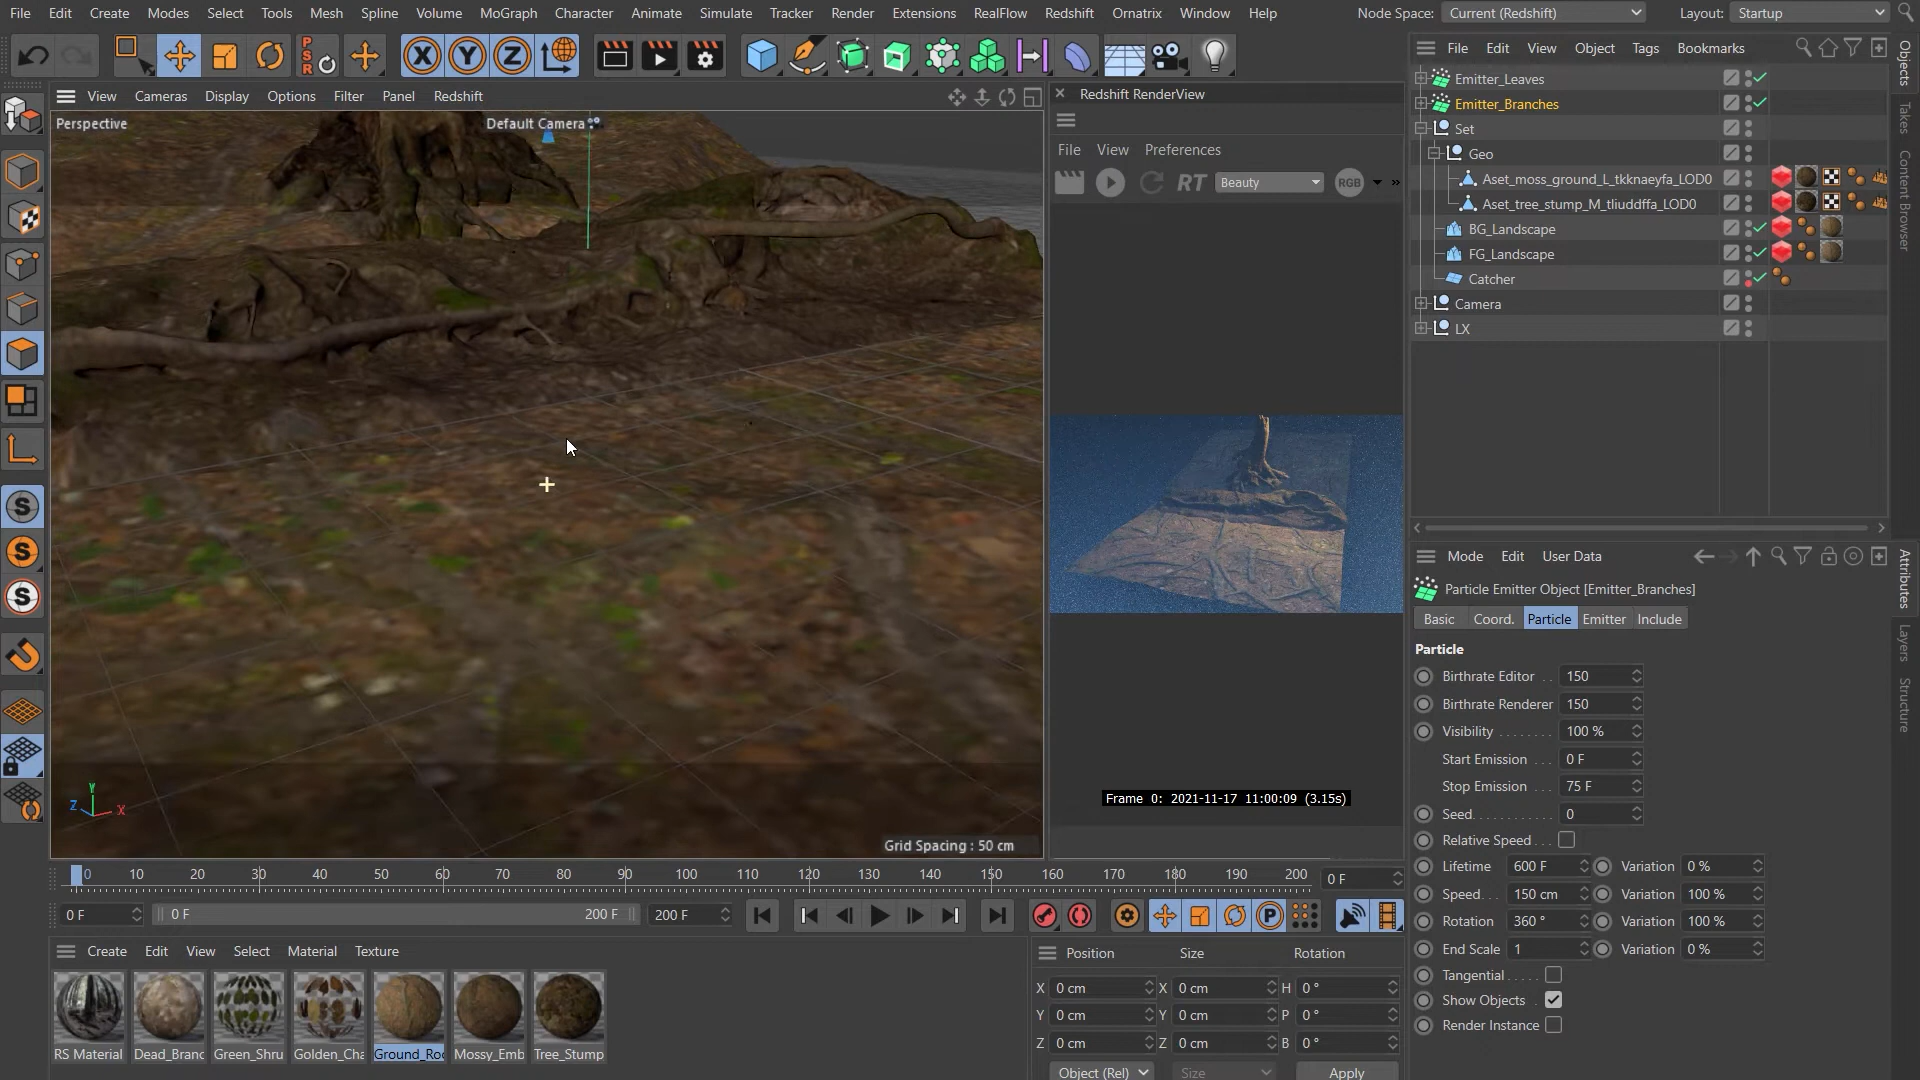 File Edit Create Modes Select Tools Mesh Spline Volume MoGraph Character Animate Simulate Tracker Render Extensions RealFlow Redshift Ornatrix Window Help Node Space: Current (Redshift) Layout: Startup
PSR X Y Z
File Edit View Object Tags Bookmarks
Objects
Takes
Content Browser
View Cameras Display Options Filter Panel Redshift
Perspective
Default Camera
Redshift RenderView
File View Preferences
RT Beauty RGB
Emitter_Leaves
Emitter_Branches
Set
Geo
Aset_moss_ground_L_tkknaeyfa_LOD0
Aset_tree_stump_M_tliuddffa_LOD0
BG_Landscape
FG_Landscape
Catcher
Camera
LX
S
S
S
Frame 0: 2021-11-17 11:00:09 (3.15s)
Y
Z X
Grid Spacing : 50 cm
Mode Edit User Data
Attributes
Layers
Structure
Particle Emitter Object [Emitter_Branches]
Basic Coord. Particle Emitter Include
Particle
Birthrate Editor . . 150
Birthrate Renderer 150
Visibility . . . . . . . . 100 %
Start Emission . . . 0 F
Stop Emission . . . 75 F
Seed. . . . . . . . . . . 0
Relative Speed . . .
Lifetime 600 F Variation 0 %
Speed. . . 150 cm Variation 100 %
Rotation 360 ° Variation 100 %
End Scale 1 Variation 0 %
Tangential . . . . .
Show Objects .
Render Instance
0 10 20 30 40 50 60 70 80 90 100 110 120 130 140 150 160 170 180 190 200 0 F
0 F 0 F 200 F 200 F P
Create Edit View Select Material Texture
RS Material Dead_Branc Green_Shru Golden_Cha Ground_Roo Mossy_Emb Tree_Stump
Position Size Rotation
X 0 cm X 0 cm H 0 °
Y 0 cm Y 0 cm P 0 °
Z 0 cm Z 0 cm B 0 °
Object (Rel) Size Apply